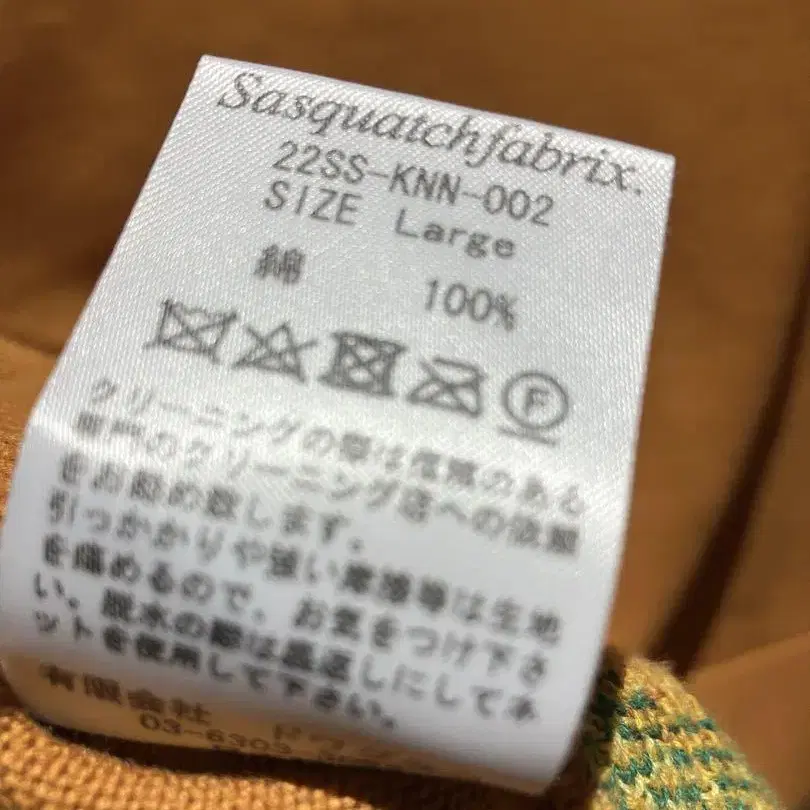 Sasquatchfabrix.
22SS-KNN-002
SIZE Large
綿 100%
F
クリーニングの際は信頼のある
専門のクリーニング店への依頼
をお勧め致します。
引っかかりや強い摩擦等は生地
を痛めるので、お気をつけ下さ
い。脱水の際は裏返しにしてネ
ットを使用して下さい。
有限会社
03-6303